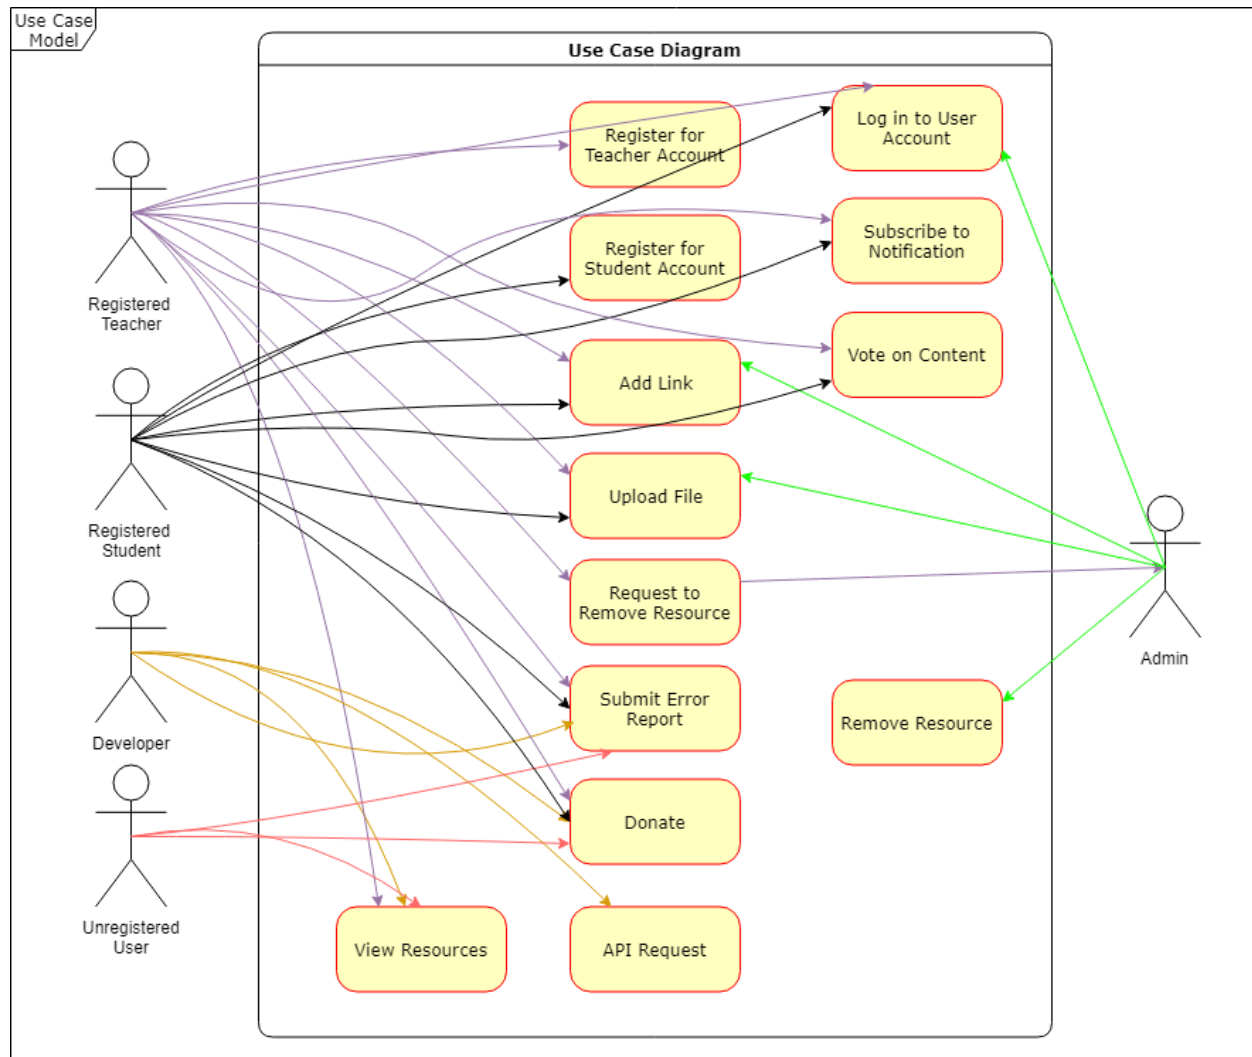 Use Case
Model
Use Case Diagram
Register for
Teacher Account
Log in to User
Account
Registered
Teacher
Register for
Student Account
Subscribe to
Notification
Add Link
Vote on Content
Registered
Student
Upload File
Request to
Remove Resource
Admin
Developer
Submit Error
Report
Remove Resource
Donate
Unregistered
User
View Resources
API Request